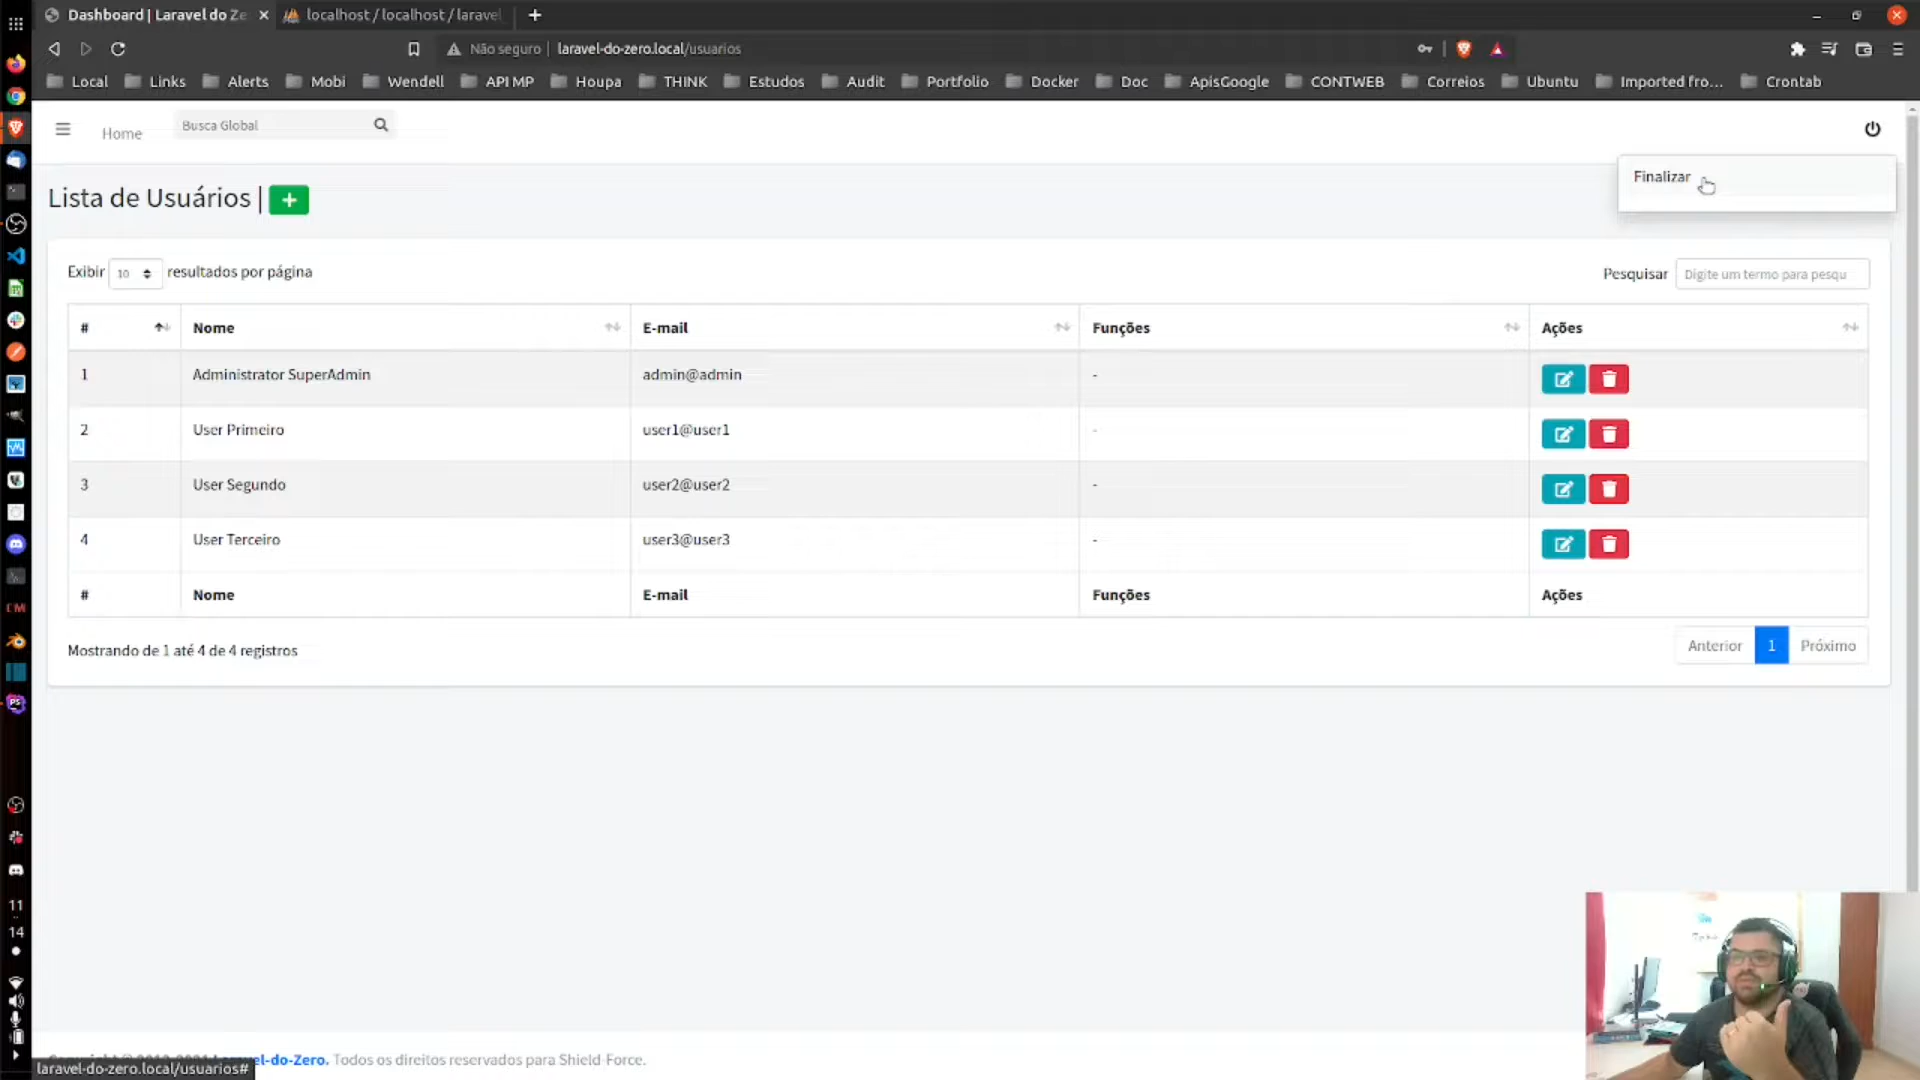 Dashboard | Laravel do Ze
localhost / localhost / laravel
Não seguro
laravel-do-zero.local/usuarios
Local
Links
Alerts
Mobi
Wendell
API MP
Houpa
THINK
Estudos
Audit
Portfolio
Docker
Doc
ApisGoogle
CONTWEB
Correios
Ubuntu
Imported fro...
Crontab
Home
Busca Global
Finalizar
Lista de Usuários | +
Exibir 10 resultados por página
Pesquisar Digite um termo para pesqu
# Nome E-mail Funções Ações
1 Administrator SuperAdmin admin@admin -
2 User Primeiro user1@user1 -
3 User Segundo user2@user2 -
4 User Terceiro user3@user3 -
# Nome E-mail Funções Ações
Mostrando de 1 até 4 de 4 registros
Anterior 1 Próximo
11
14
el-do-Zero. Todos os direitos reservados para Shield Force.
laravel-do-zero.local/usuarios#